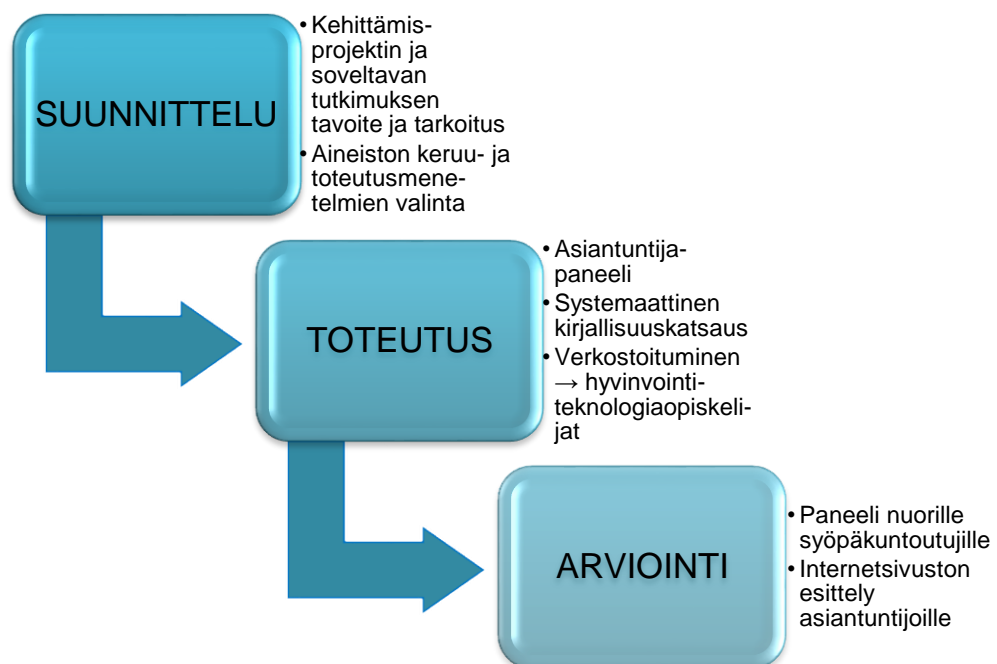 SUUNNITTELU
• Kehittämis-
projektin ja
soveltavan
tutkimuksen
tavoite ja tarkoitus
• Aineiston keruu- ja
toteutusmene-
telmien valinta
TOTEUTUS
• Asiantuntija-
paneeli
• Systemaattinen
kirjallisuuskatsaus
• Verkostoituminen
→ hyvinvointi-
teknologiaopiskeli-
jat
ARVIOINTI
• Paneeli nuorille
syöpäkuntoutujille
• Internetsivuston
esittely
asiantuntijoille